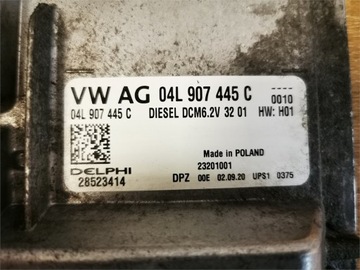 VW AG 04L 907 445 C
0010
04L 907 445 C DIESEL DCM6.2V 32 01 HW: H01
Made in POLAND
23201001
DELPHI
28523414
DPZ 00E 02.09.20 UPS1 0375